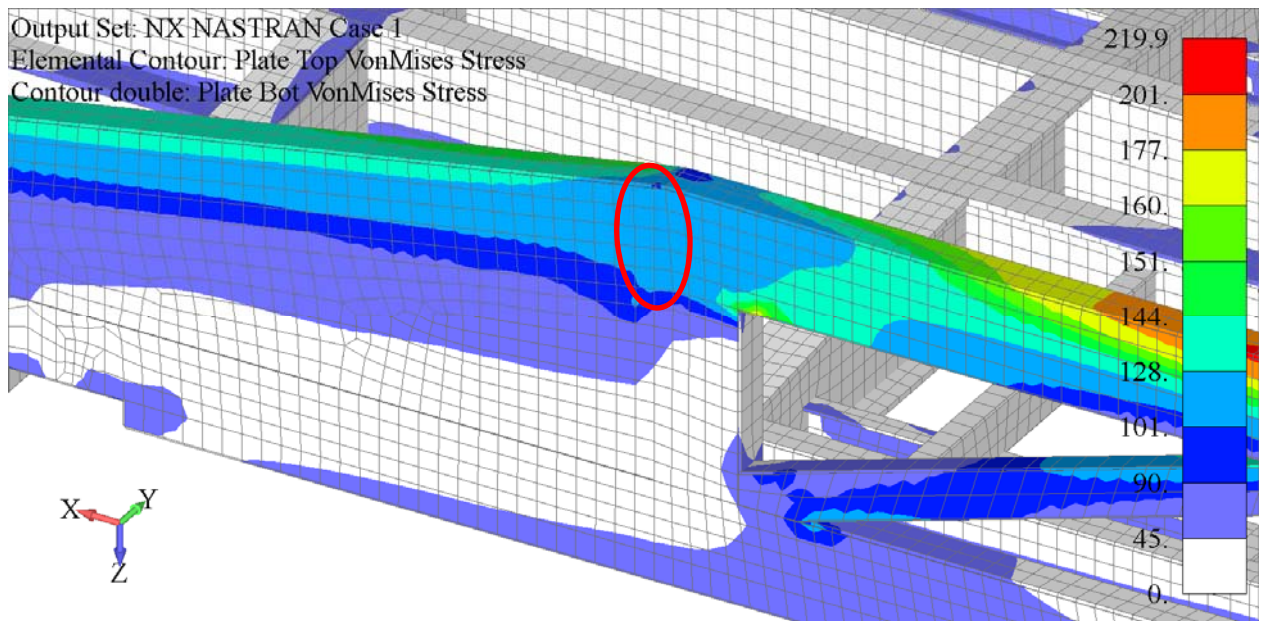 Output Set: NX NASTRAN Case 1
Elemental Contour: Plate Top VonMises Stress
Contour double: Plate Bot VonMises Stress
219.9
201.
177.
160.
151.
144.
128.
101.
90.
45.
0.
X
Y
Z